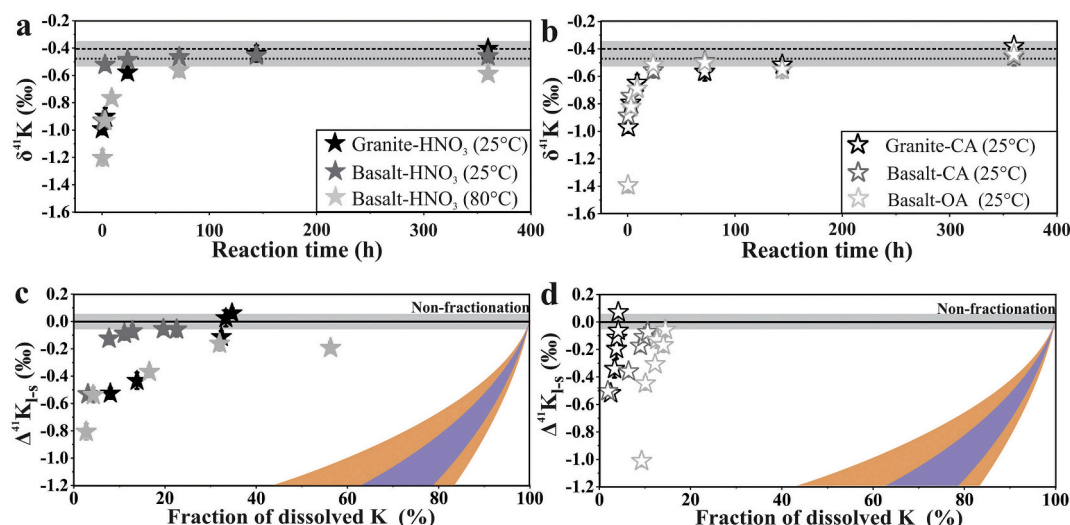 a
-0.2
-0.4
-0.6
-0.8
-1.0
-1.2
-1.4
-1.6
δ⁴¹K (‰)
Granite-HNO₃ (25°C)
Basalt-HNO₃ (25°C)
Basalt-HNO₃ (80°C)
0 100 200 300 400
Reaction time (h)
b
-0.2
-0.4
-0.6
-0.8
-1.0
-1.2
-1.4
-1.6
δ⁴¹K (‰)
Granite-CA (25°C)
Basalt-CA (25°C)
Basalt-OA (25°C)
0 100 200 300 400
Reaction time (h)
c
0.2
0.0
-0.2
-0.4
-0.6
-0.8
-1.0
-1.2
Δ⁴¹Kl-s (‰)
Non-fractionation
0 20 40 60 80 100
Fraction of dissolved K (%)
d
0.2
0.0
-0.2
-0.4
-0.6
-0.8
-1.0
-1.2
Δ⁴¹Kl-s (‰)
Non-fractionation
0 20 40 60 80 100
Fraction of dissolved K (%)